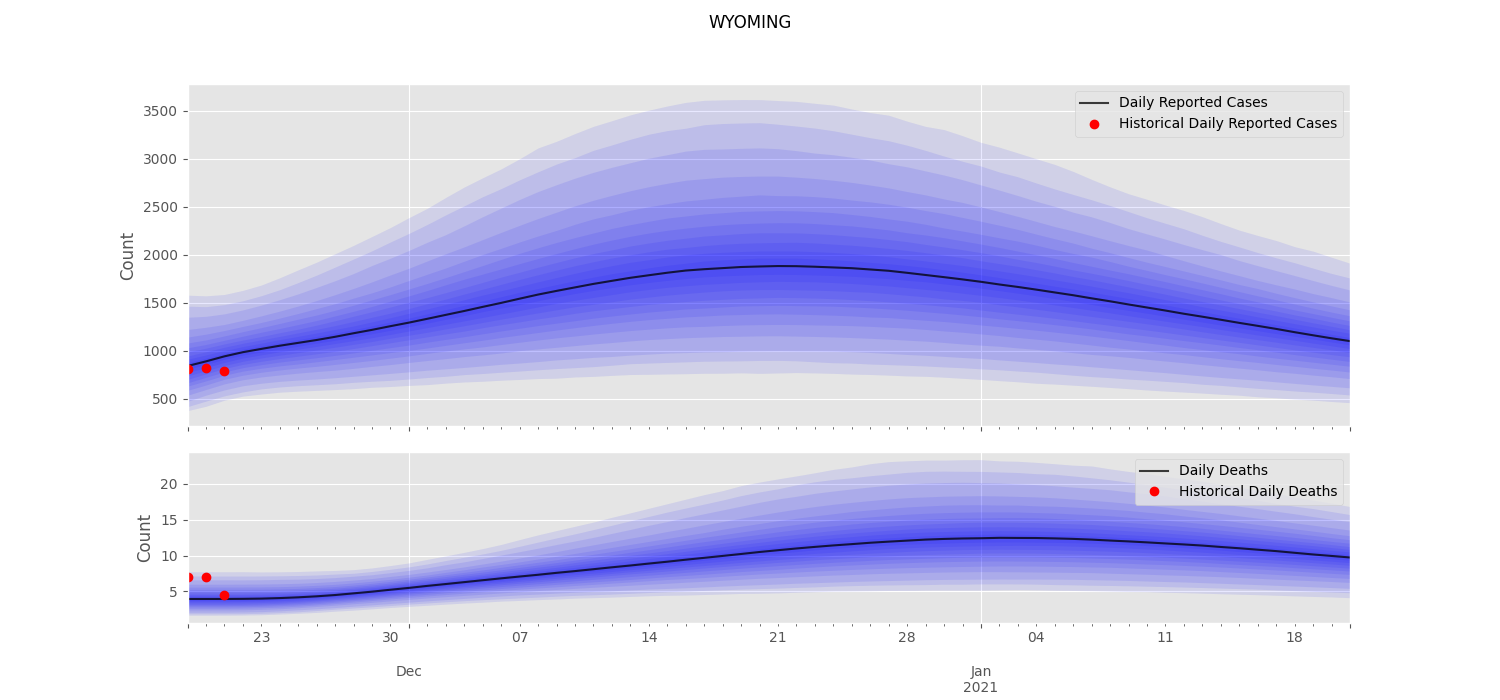 WYOMING
3500
3000
2500
2000
1500
1000
500
Count
Daily Reported Cases
Historical Daily Reported Cases
20
15
10
5
Count
Daily Deaths
Historical Daily Deaths
23 30 07 14 21 28 04 11 18
Dec Jan
2021